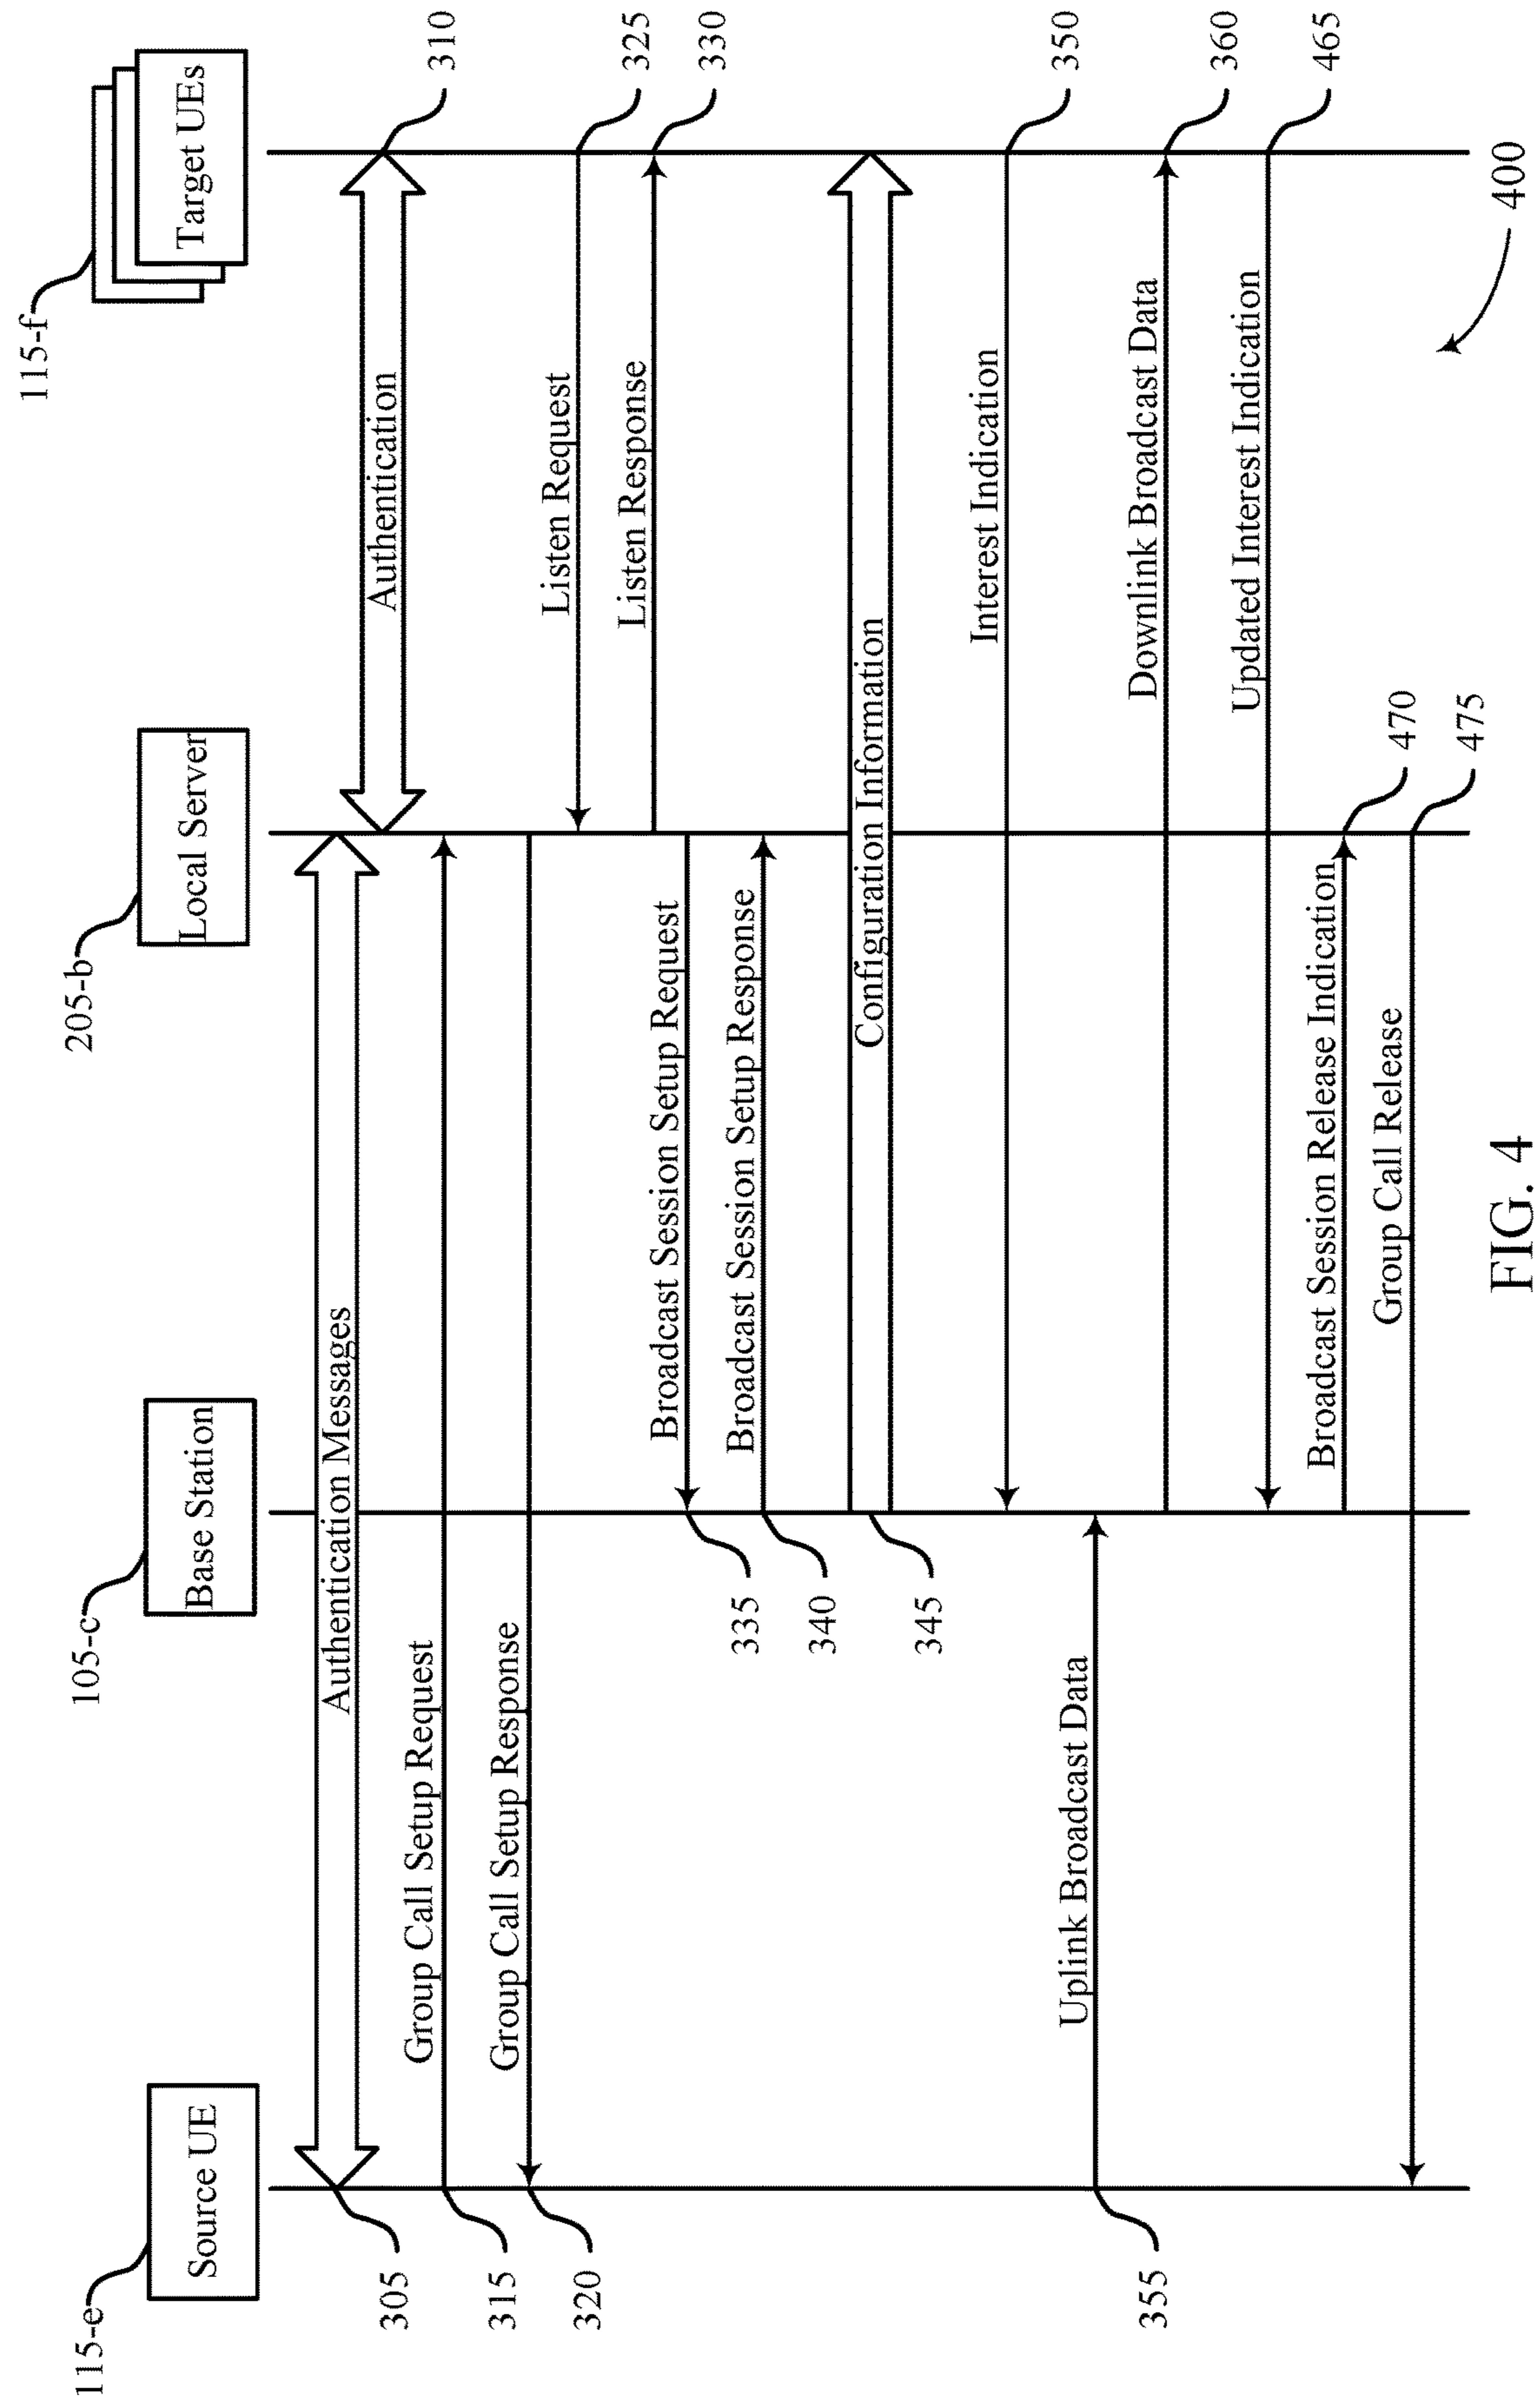 115-e
105-c
205-b
115-f
Source UE
Base Station
Local Server
Target UEs
Authentication Messages
305
Authentication
310
Group Call Setup Request
315
Group Call Setup Response
320
Listen Request
325
Listen Response
330
Broadcast Session Setup Request
335
Broadcast Session Setup Response
340
Configuration Information
345
Interest Indication
350
Uplink Broadcast Data
355
Downlink Broadcast Data
360
Updated Interest Indication
465
Broadcast Session Release Indication
470
Group Call Release
475
400
FIG. 4